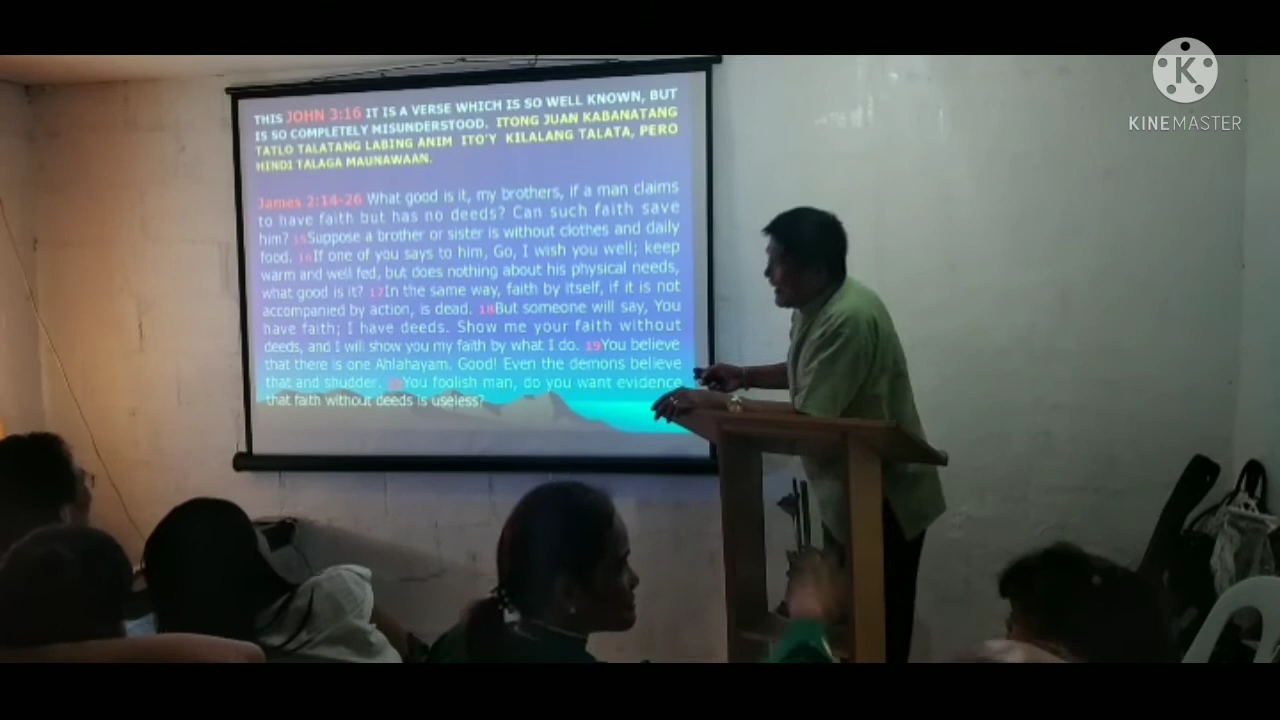 THIS JOHN 3:16 IT IS A VERSE WHICH IS SO WELL KNOWN, BUT
IS SO COMPLETELY MISUNDERSTOOD. ITONG JUAN KABANATANG
TATLO TALATANG LABING ANIM ITO'Y KILALANG TALATA, PERO
HINDI TALAGA MAUNAWAAN.
James 2:14-26 What good is it, my brothers, if a man claims
to have faith but has no deeds? Can such faith save
him? 15Suppose a brother or sister is without clothes and daily
food. 16If one of you says to him, Go, I wish you well; keep
warm and well fed, but does nothing about his physical needs,
what good is it? 17In the same way, faith by itself, if it is not
accompanied by action, is dead. 18But someone will say, You
have faith; I have deeds. Show me your faith without
deeds, and I will show you my faith by what I do. 19You believe
that there is one Ahlahayam. Good! Even the demons believe
that and shudder. You foolish man, do you want evidence
that faith without deeds is useless?
K
KINEMASTER